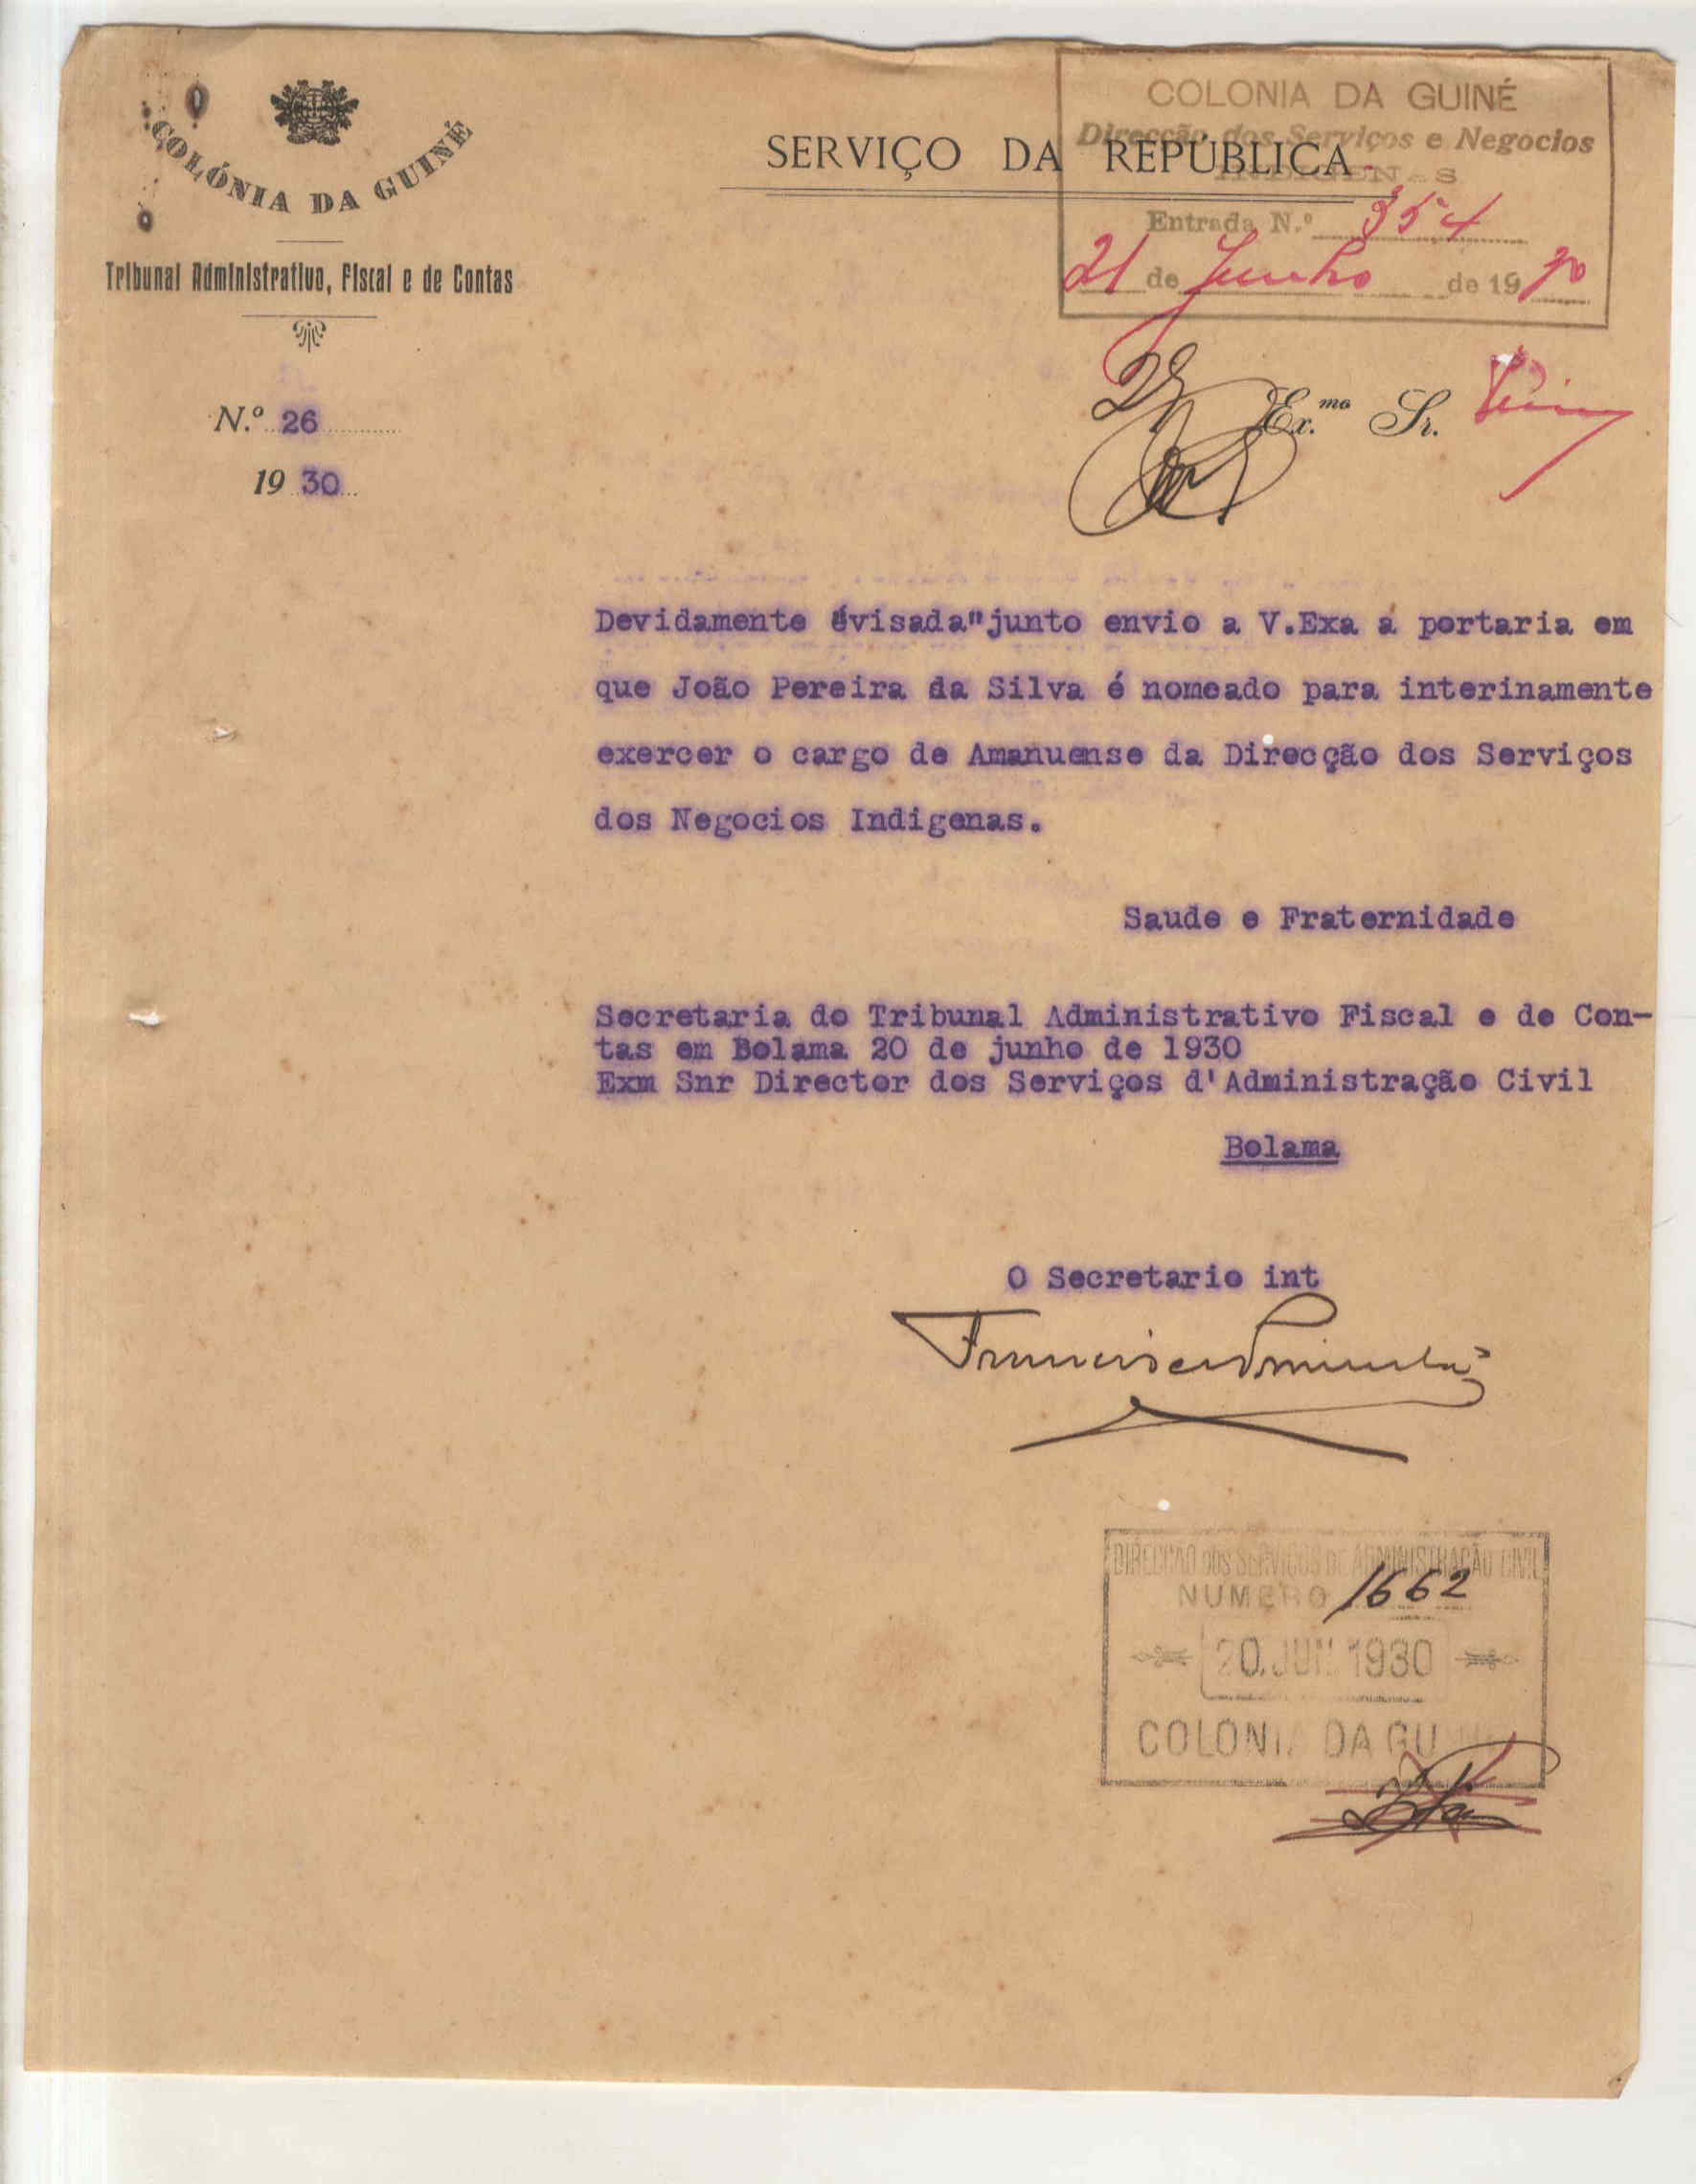 COLÓNIA DA GUINÉ
Tribunal Administrativo, Fiscal e de Contas
N.º 26
19 30
SERVIÇO DA REPÚBLICA
COLONIA DA GUINÉ
Direcção dos Serviços e Negocios
INDIGENAS
Entrada N.º 354
21 de Junho de 19 30
Ex.mo Sr.
Devidamente "visada" junto envio a V.Exa a portaria em
que João Pereira da Silva é nomeado para interinamente
exercer o cargo de Amanuense da Direcção dos Serviços
dos Negocios Indigenas.
Saude e Fraternidade
Secretaria do Tribunal Administrativo Fiscal e de Con-
tas em Bolama 20 de junho de 1930
Exm Snr Director dos Serviços d'Administração Civil
Bolama
O Secretario int
DIRECÇÃO DOS SERVIÇOS DE ADMINISTRAÇÃO CIVIL
NUMERO 1662
20. JUN 1930
COLONIA DA GU